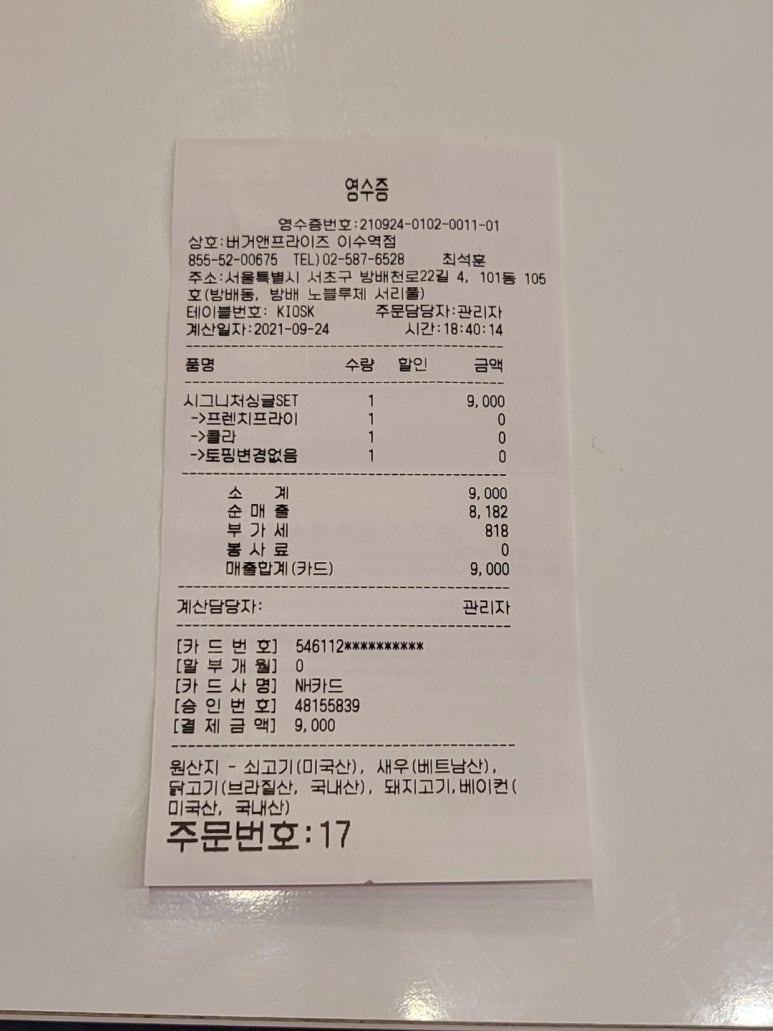 영수증
영수증번호:210924-0102-0011-01
상호:버거앤프라이즈 이수역점
855-52-00675 TEL)02-587-6528 최석훈
주소:서울특별시 서초구 방배천로22길 4, 101동 105
호(방배동, 방배 노블루체 서리풀)
테이블번호: KIOSK 주문담당자:관리자
계산일자:2021-09-24 시간:18:40:14
품명 수량 할인 금액
시그니처싱글SET 1 9,000
->프렌치프라이 1 0
->콜라 1 0
->토핑변경없음 1 0
소 계 9,000
순 매 출 8,182
부 가 세 818
봉 사 료 0
매출합계(카드) 9,000
계산담당자: 관리자
[카 드 번 호] 546112**********
[할 부 개 월] 0
[카 드 사 명] NH카드
[승 인 번 호] 48155839
[결 제 금 액] 9,000
원산지 - 쇠고기(미국산), 새우(베트남산),
닭고기(브라질산, 국내산), 돼지고기,베이컨(
미국산, 국내산)
주문번호:17